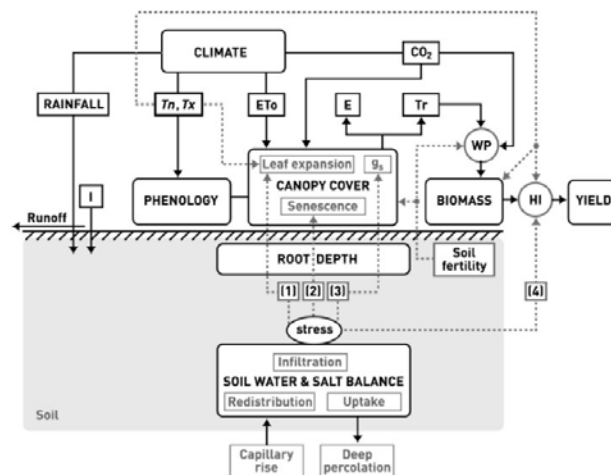 CLIMATE
CO2
RAINFALL
Tn, Tx
ETo
E
Tr
WP
Leaf expansion
gs
I
PHENOLOGY
CANOPY COVER
BIOMASS
HI
YIELD
Senescence
Runoff
ROOT DEPTH
Soil
fertility
(1)
(2)
(3)
(4)
stress
Infiltration
SOIL WATER & SALT BALANCE
Redistribution
Uptake
Soil
Capillary
rise
Deep
percolation